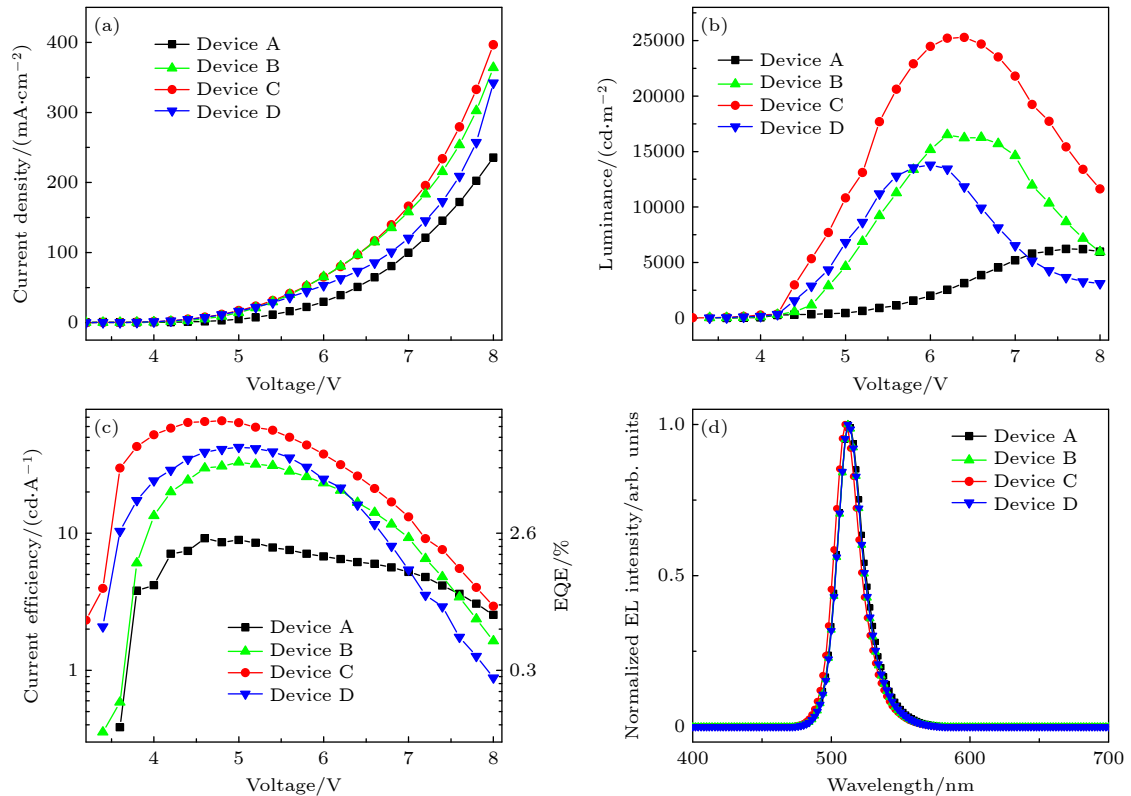 (a)
Device A
Device B
Device C
Device D
400
300
200
100
0
4
5
6
7
8
Current density/(mA·cm−2)
Voltage/V
(b)
Device A
Device B
Device C
Device D
25000
20000
15000
10000
5000
0
4
5
6
7
8
Luminance/(cd·m−2)
Voltage/V
(c)
Device A
Device B
Device C
Device D
10
1
2.6
0.3
4
5
6
7
8
Current efficiency/(cd·A−1)
EQE/%
Voltage/V
(d)
Device A
Device B
Device C
Device D
1.0
0.5
0
400
500
600
700
Normalized EL intensity/arb. units
Wavelength/nm